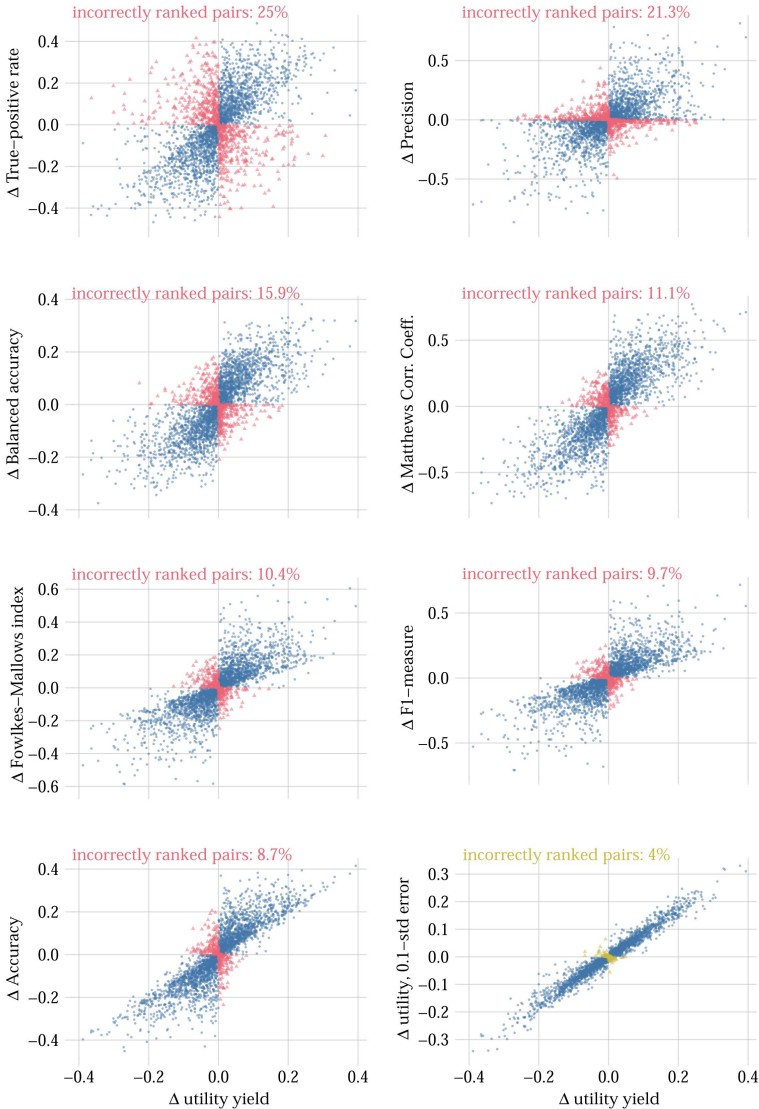 incorrectly ranked pairs: 25%
Δ True−positive rate
0.4
0.2
0.0
−0.2
−0.4
incorrectly ranked pairs: 21.3%
Δ Precision
0.5
0.0
−0.5
incorrectly ranked pairs: 15.9%
Δ Balanced accuracy
0.4
0.2
0.0
−0.2
−0.4
incorrectly ranked pairs: 11.1%
Δ Matthews Corr. Coeff.
0.5
0.0
−0.5
incorrectly ranked pairs: 10.4%
Δ Fowlkes−Mallows index
0.6
0.4
0.2
0.0
−0.2
−0.4
−0.6
incorrectly ranked pairs: 9.7%
Δ F1−measure
0.5
0.0
−0.5
incorrectly ranked pairs: 8.7%
Δ Accuracy
0.4
0.2
0.0
−0.2
−0.4
−0.4 −0.2 0.0 0.2 0.4
Δ utility yield
incorrectly ranked pairs: 4%
Δ utility, 0.1−std error
0.3
0.2
0.1
0.0
−0.1
−0.2
−0.3
−0.4 −0.2 0.0 0.2 0.4
Δ utility yield